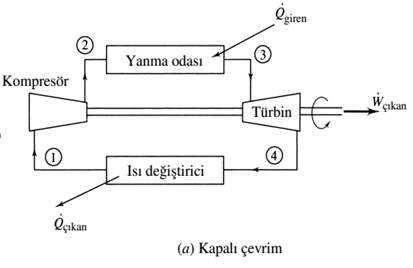 Q̇giren
②
Yanma odası
③
Kompresör
Türbin
Ẇçıkan
①
Isı değiştirici
④
Q̇çıkan
(a) Kapalı çevrim